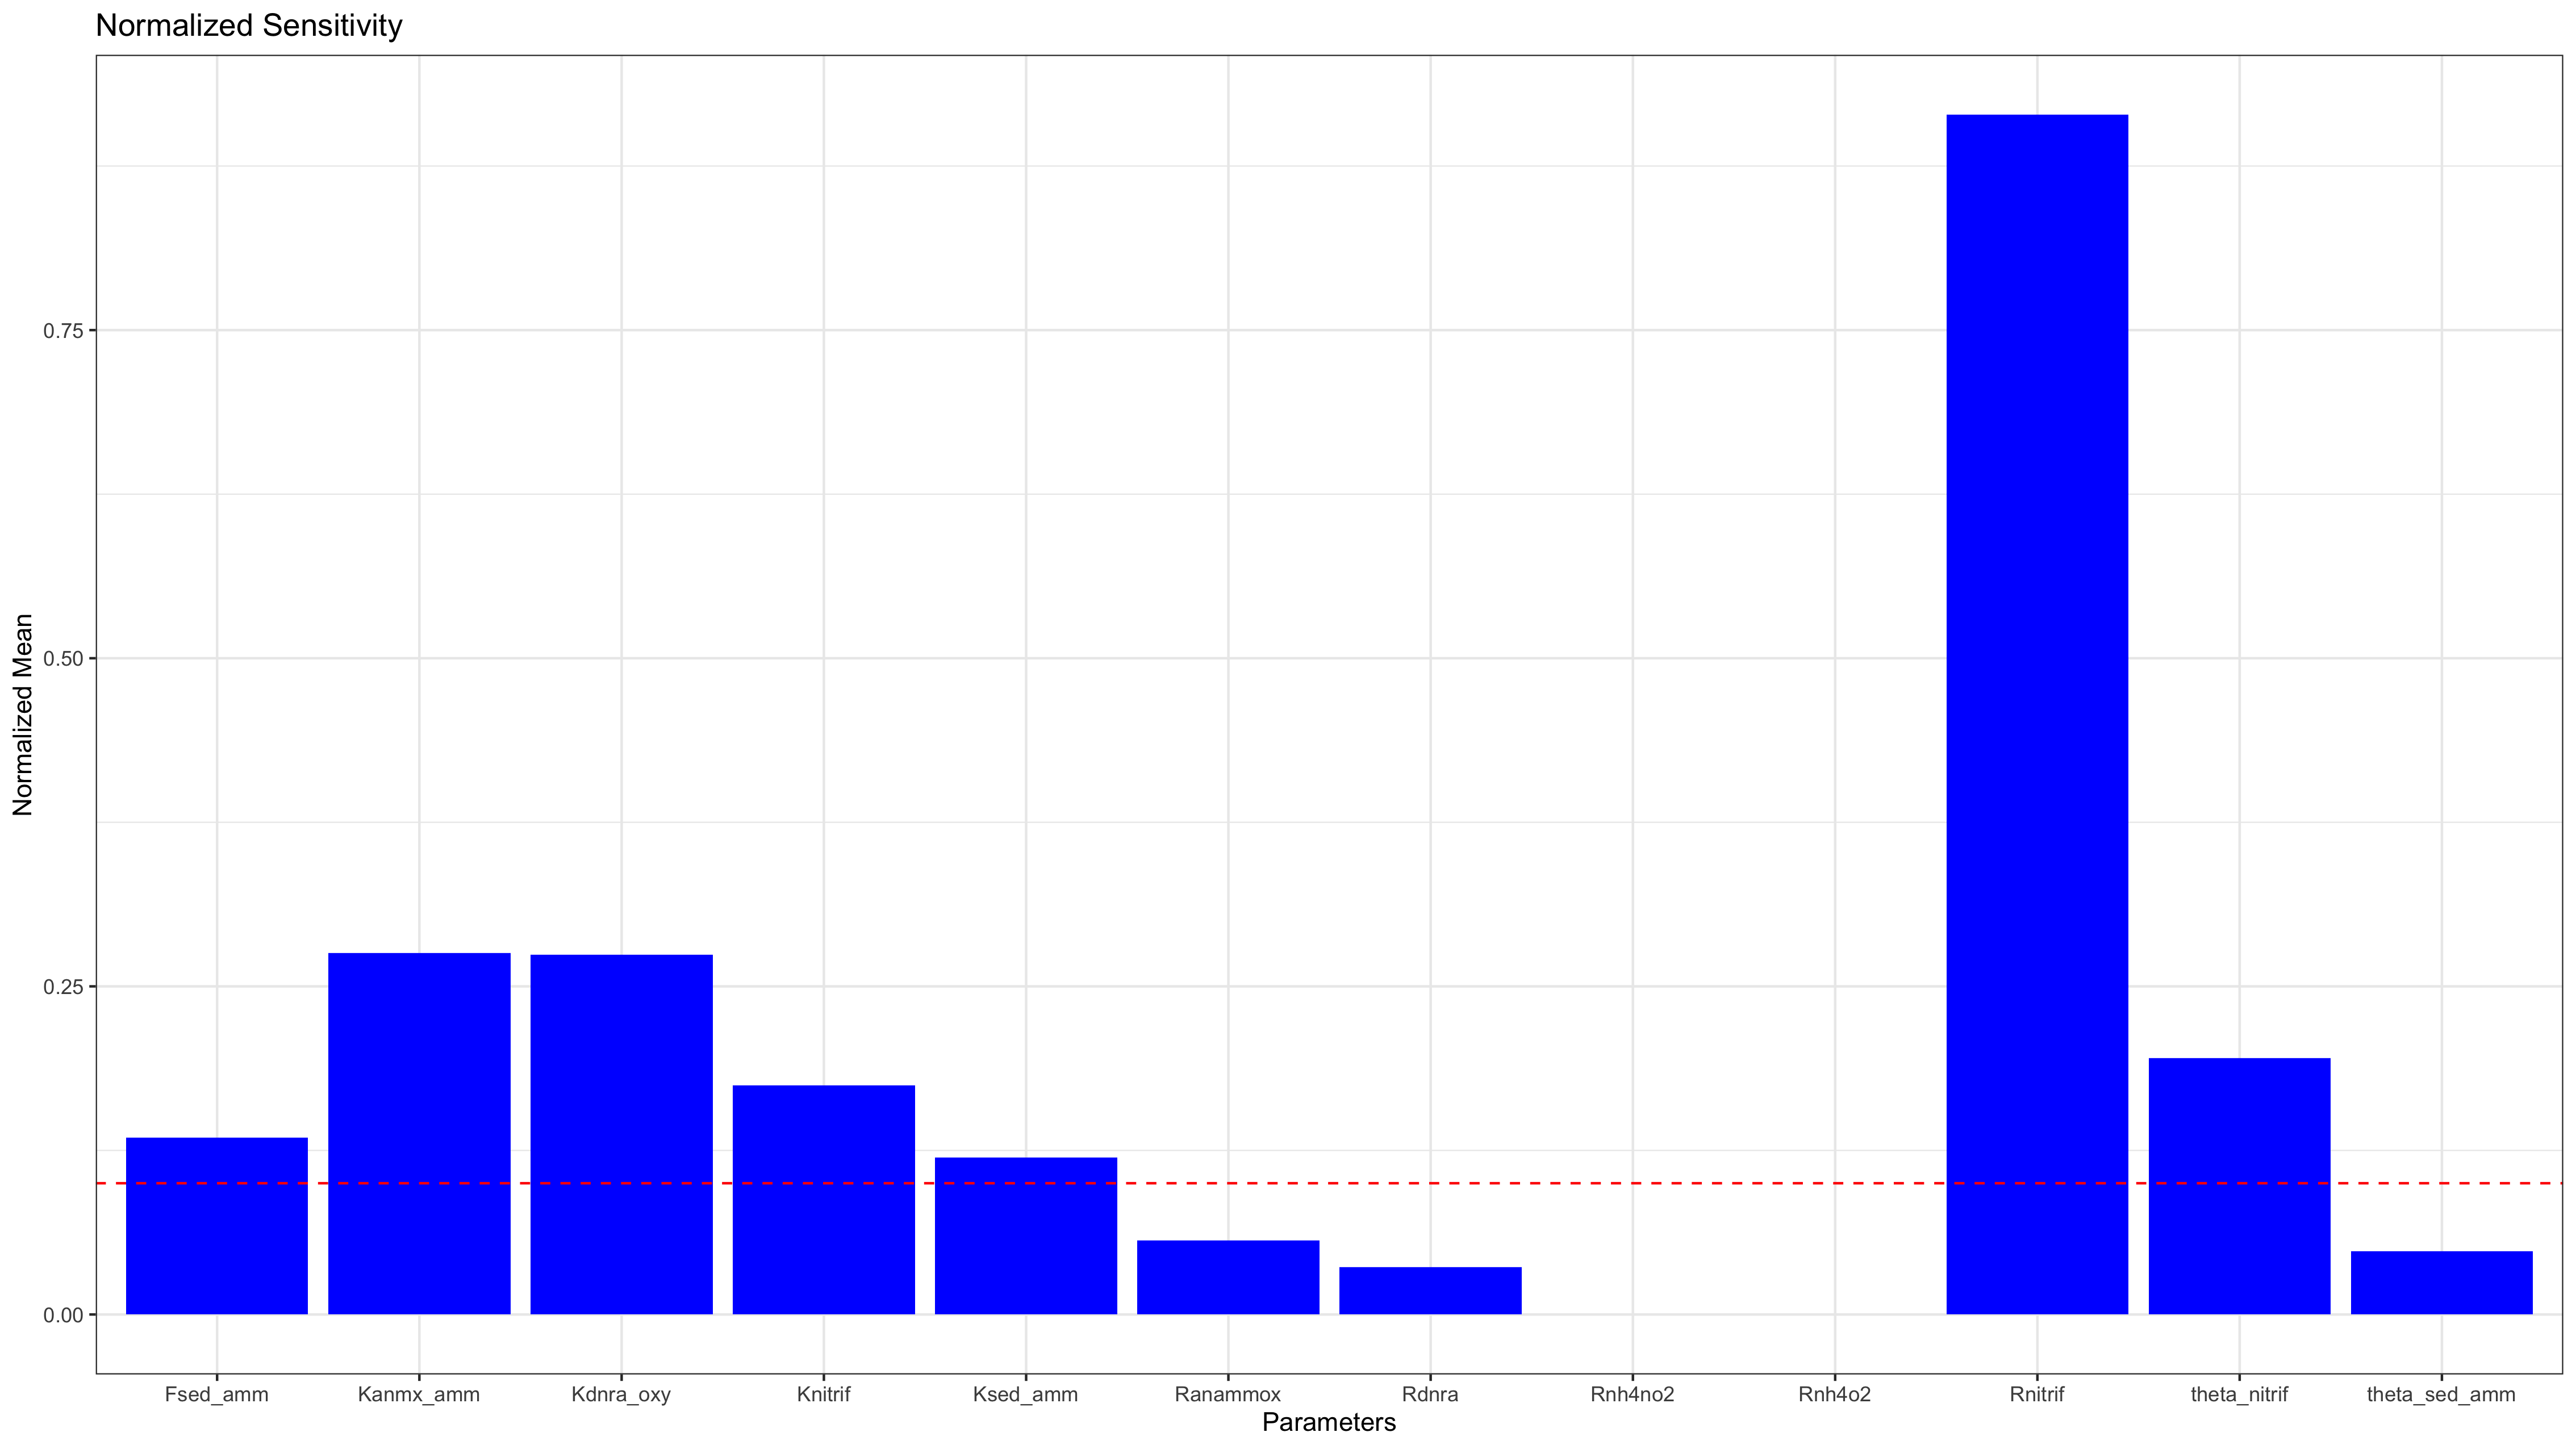 Normalized Sensitivity
Normalized Mean
0.75
0.50
0.25
0.00
Fsed_amm Kanmx_amm Kdnra_oxy Knitrif Ksed_amm Ranammox Rdnra Rnh4no2 Rnh4o2 Rnitrif theta_nitrif theta_sed_amm
Parameters